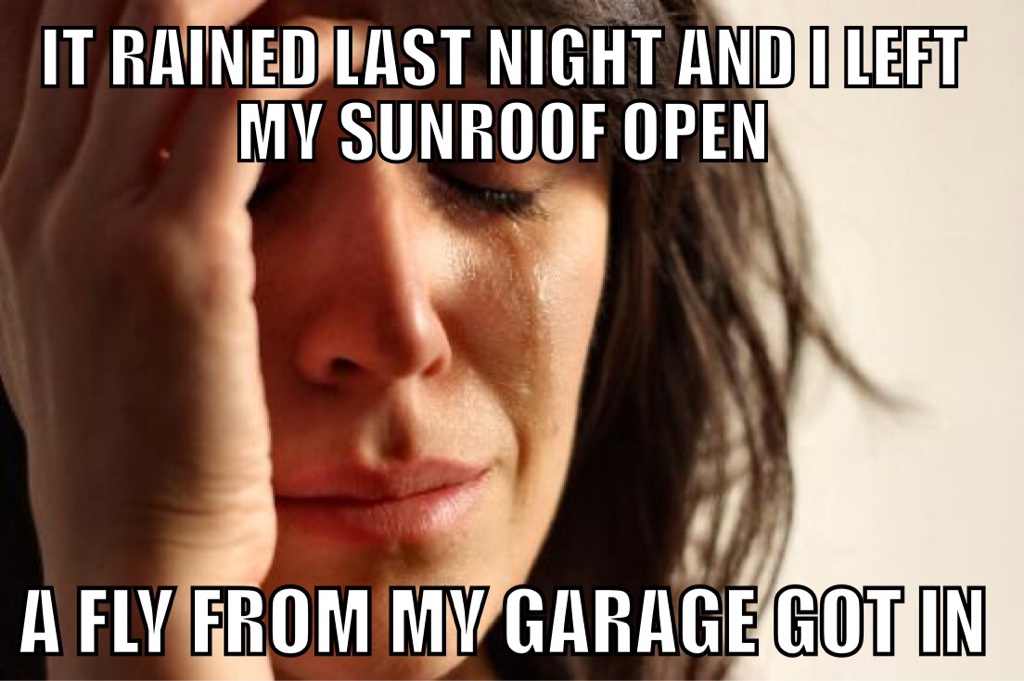 IT RAINED LAST NIGHT AND I LEFT
MY SUNROOF OPEN
A FLY FROM MY GARAGE GOT IN